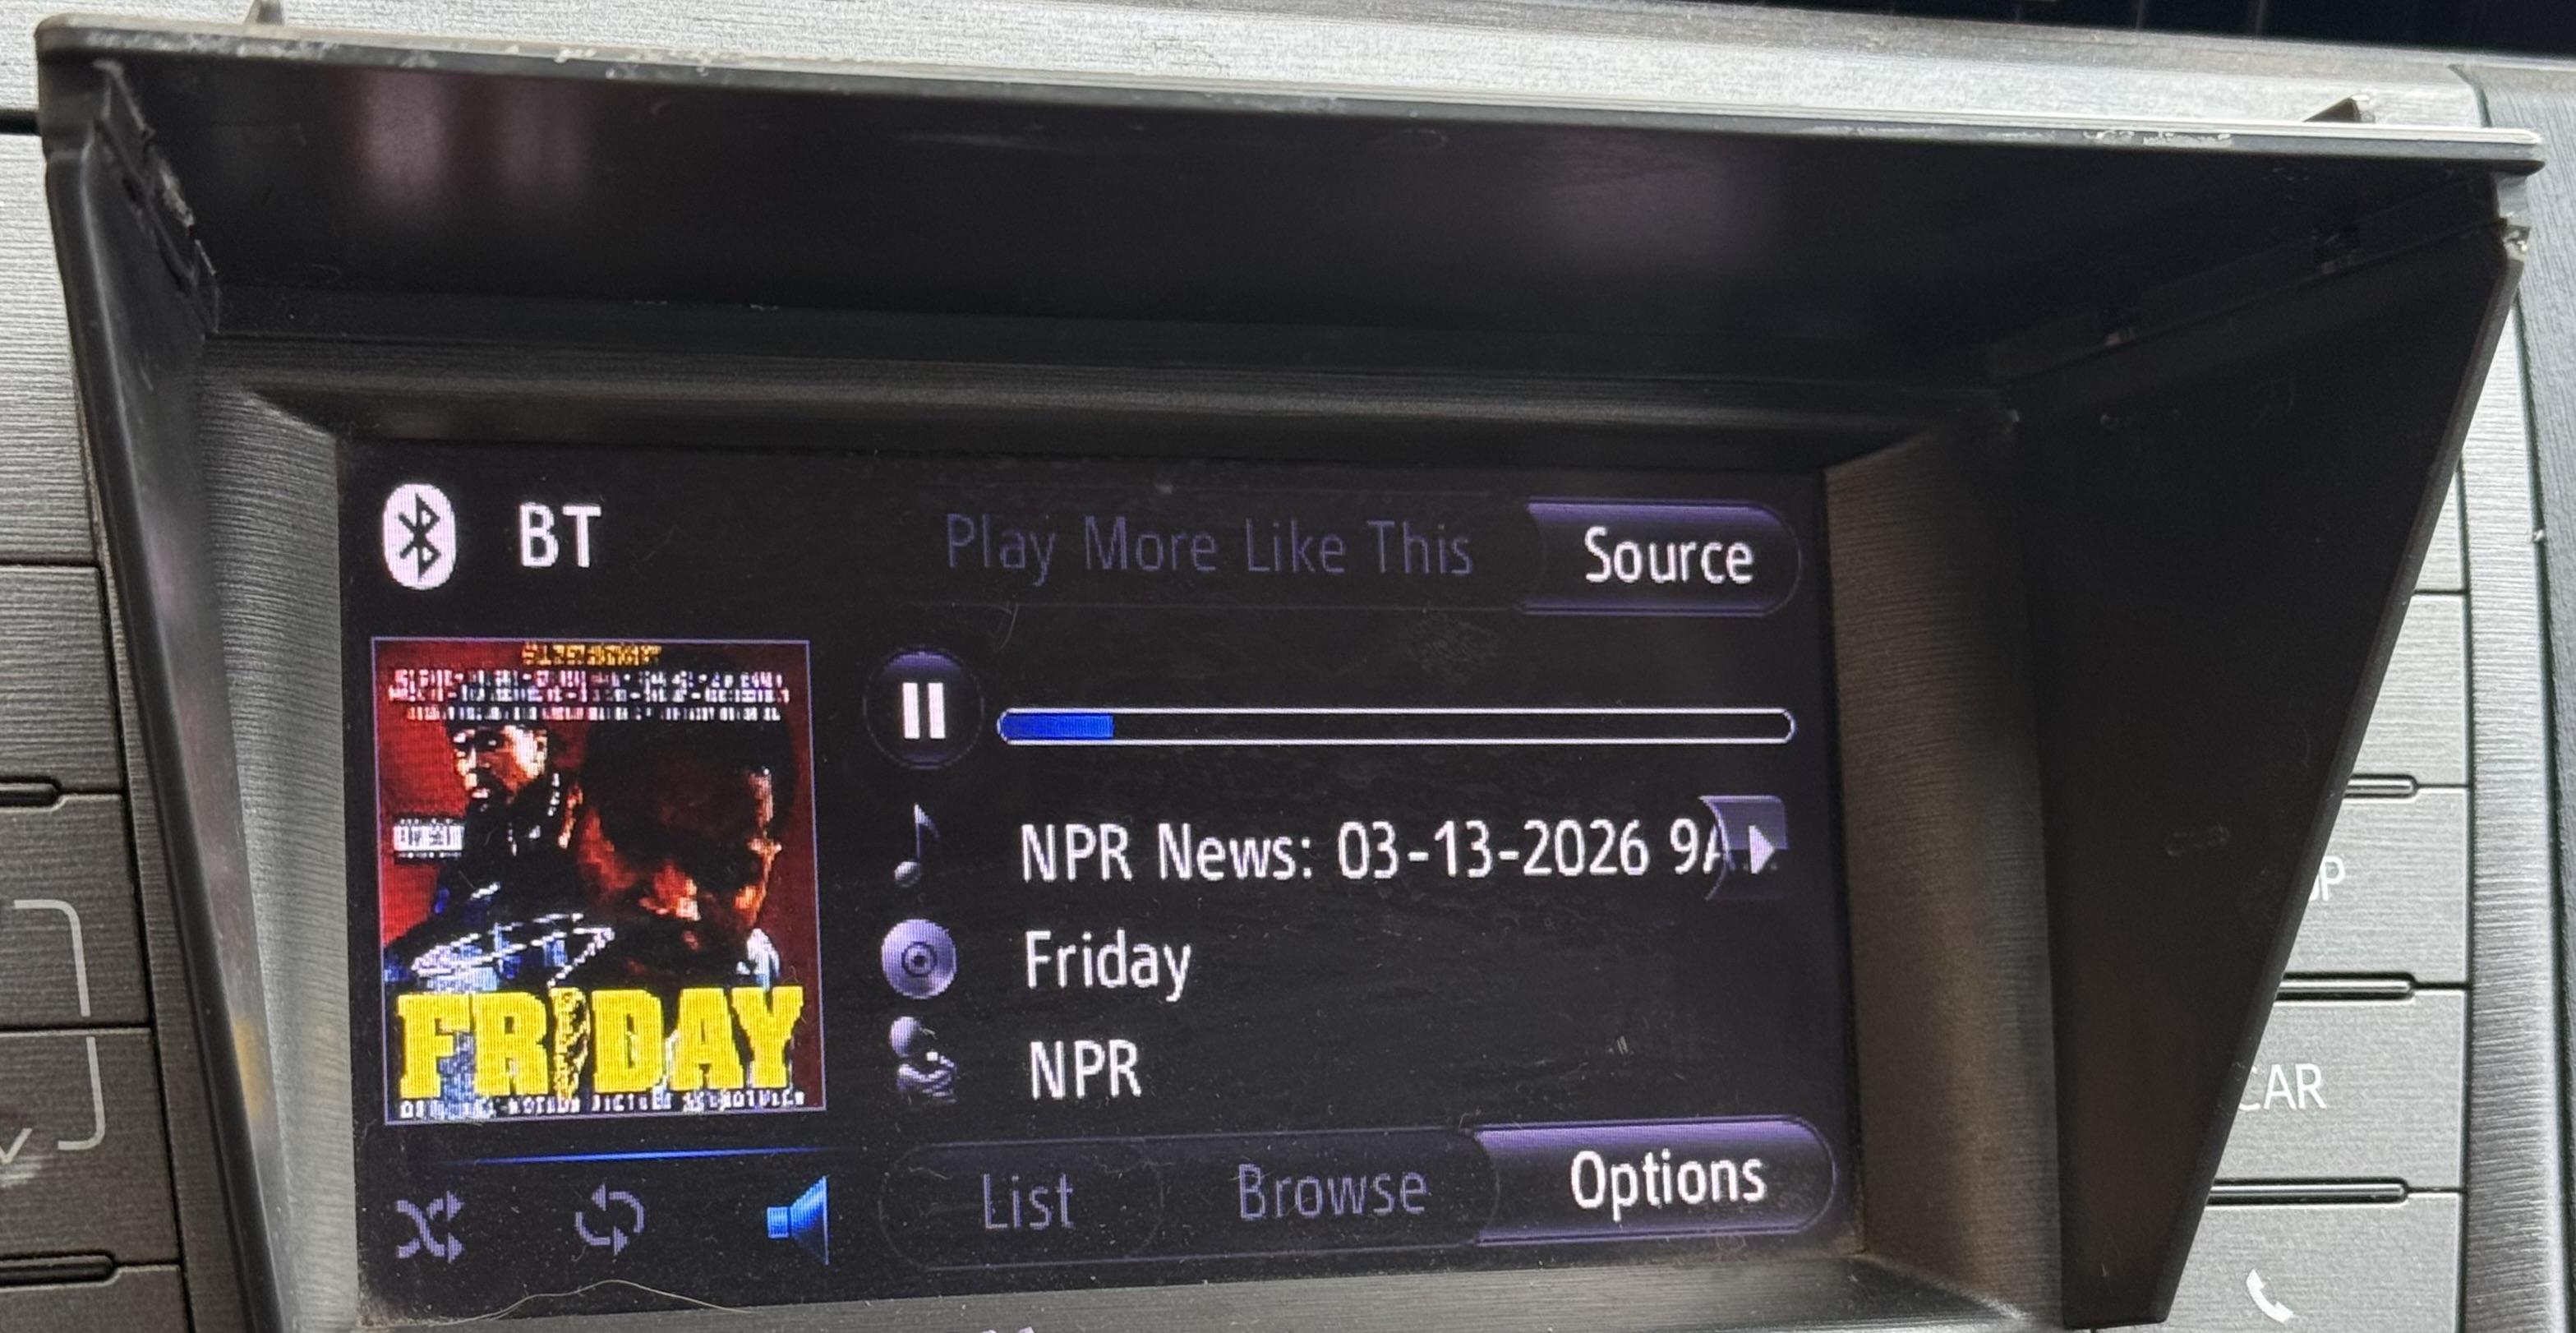 BT
Play More Like This
Source
NPR News: 03-13-2026 9A
Friday
NPR
FRIDAY
List
Browse
Options
CAR